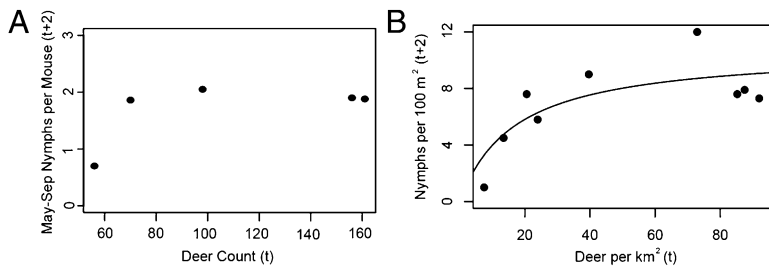 A
May-Sep Nymphs per Mouse (t+2)
3
2
1
0
60 80 100 120 140 160
Deer Count (t)
B
Nymphs per 100 m² (t+2)
12
8
4
0
20 40 60 80
Deer per km² (t)